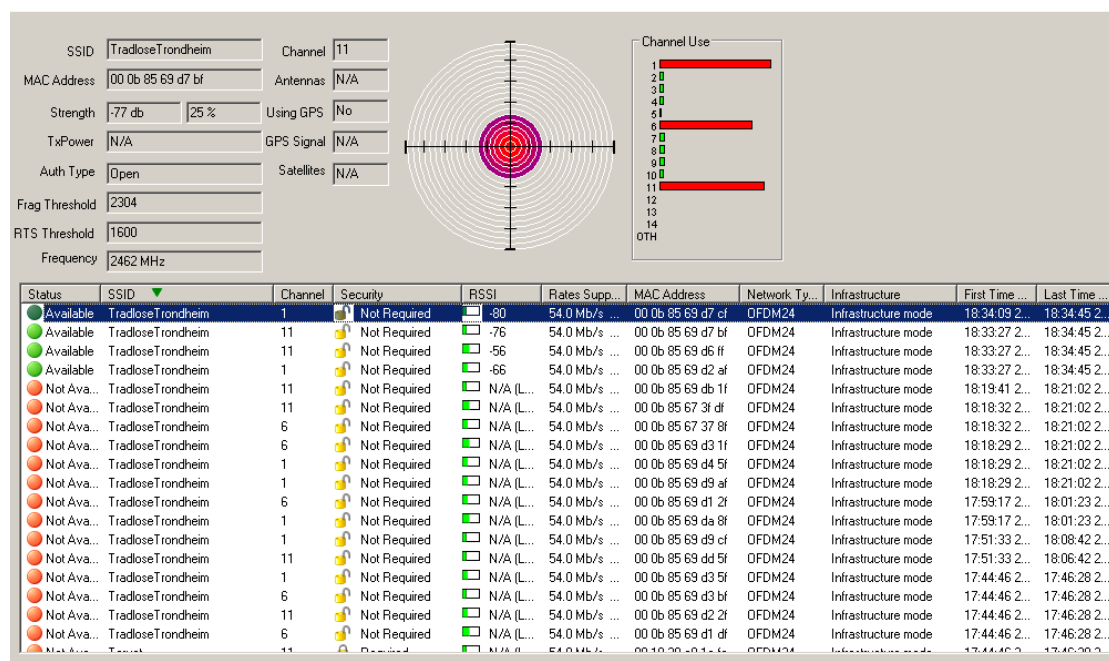 SSID TradloseTrondheim Channel 11
MAC Address 00 0b 85 69 d7 bf Antennas N/A
Strength -77 db 25 % Using GPS No
TxPower N/A GPS Signal N/A
Auth Type Open Satellites N/A
Frag Threshold 2304
RTS Threshold 1600
Frequency 2462 MHz
Channel Use
1
2
3
4
5
6
7
8
9
10
11
12
13
14
OTH
Status SSID Channel Security RSSI Rates Supp... MAC Address Network Ty... Infrastructure First Time ... Last Time ...
Available TradloseTrondheim 1 Not Required -80 54.0 Mb/s ... 00 0b 85 69 d7 cf OFDM24 Infrastructure mode 18:34:09 2... 18:34:45 2...
Available TradloseTrondheim 11 Not Required -76 54.0 Mb/s ... 00 0b 85 69 d7 bf OFDM24 Infrastructure mode 18:33:27 2... 18:34:45 2...
Available TradloseTrondheim 11 Not Required -56 54.0 Mb/s ... 00 0b 85 69 d6 ff OFDM24 Infrastructure mode 18:33:27 2... 18:34:45 2...
Available TradloseTrondheim 1 Not Required -66 54.0 Mb/s ... 00 0b 85 69 d2 af OFDM24 Infrastructure mode 18:33:27 2... 18:34:45 2...
Not Ava... TradloseTrondheim 11 Not Required N/A (L... 54.0 Mb/s ... 00 0b 85 69 db 1f OFDM24 Infrastructure mode 18:19:41 2... 18:21:02 2...
Not Ava... TradloseTrondheim 11 Not Required N/A (L... 54.0 Mb/s ... 00 0b 85 67 3f df OFDM24 Infrastructure mode 18:18:32 2... 18:21:02 2...
Not Ava... TradloseTrondheim 6 Not Required N/A (L... 54.0 Mb/s ... 00 0b 85 67 37 8f OFDM24 Infrastructure mode 18:18:32 2... 18:21:02 2...
Not Ava... TradloseTrondheim 6 Not Required N/A (L... 54.0 Mb/s ... 00 0b 85 69 d3 1f OFDM24 Infrastructure mode 18:18:29 2... 18:21:02 2...
Not Ava... TradloseTrondheim 1 Not Required N/A (L... 54.0 Mb/s ... 00 0b 85 69 d4 5f OFDM24 Infrastructure mode 18:18:29 2... 18:21:02 2...
Not Ava... TradloseTrondheim 1 Not Required N/A (L... 54.0 Mb/s ... 00 0b 85 69 d9 af OFDM24 Infrastructure mode 18:18:29 2... 18:21:02 2...
Not Ava... TradloseTrondheim 6 Not Required N/A (L... 54.0 Mb/s ... 00 0b 85 69 d1 2f OFDM24 Infrastructure mode 17:59:17 2... 18:01:23 2...
Not Ava... TradloseTrondheim 1 Not Required N/A (L... 54.0 Mb/s ... 00 0b 85 69 da 8f OFDM24 Infrastructure mode 17:59:17 2... 18:01:23 2...
Not Ava... TradloseTrondheim 1 Not Required N/A (L... 54.0 Mb/s ... 00 0b 85 69 d9 cf OFDM24 Infrastructure mode 17:51:33 2... 18:08:42 2...
Not Ava... TradloseTrondheim 11 Not Required N/A (L... 54.0 Mb/s ... 00 0b 85 69 dd 5f OFDM24 Infrastructure mode 17:51:33 2... 18:06:42 2...
Not Ava... TradloseTrondheim 1 Not Required N/A (L... 54.0 Mb/s ... 00 0b 85 69 d3 5f OFDM24 Infrastructure mode 17:44:46 2... 17:46:28 2...
Not Ava... TradloseTrondheim 6 Not Required N/A (L... 54.0 Mb/s ... 00 0b 85 69 d3 bf OFDM24 Infrastructure mode 17:44:46 2... 17:46:28 2...
Not Ava... TradloseTrondheim 11 Not Required N/A (L... 54.0 Mb/s ... 00 0b 85 69 d2 2f OFDM24 Infrastructure mode 17:44:46 2... 17:46:28 2...
Not Ava... TradloseTrondheim 6 Not Required N/A (L... 54.0 Mb/s ... 00 0b 85 69 d1 df OFDM24 Infrastructure mode 17:44:46 2... 17:46:28 2...